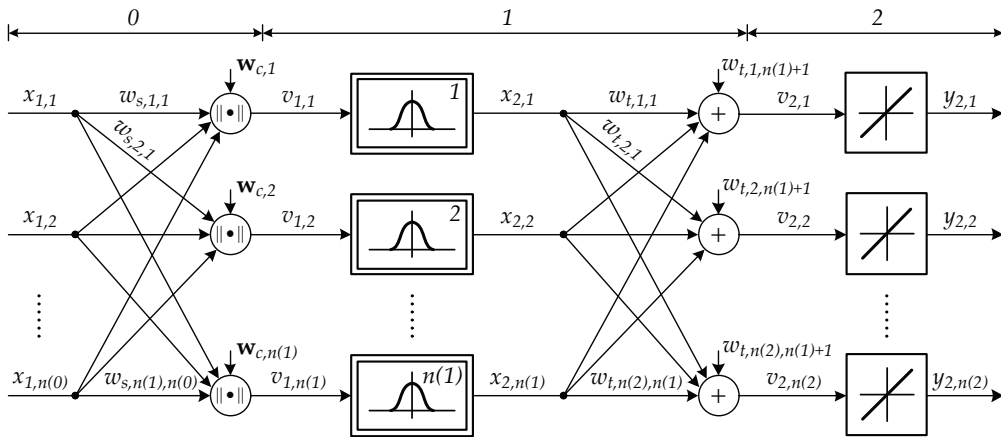 0 1 2
w_{c,1} w_{t,1,n(1)+1}
x_{1,1} w_{s,1,1} ||•|| v_{1,1} 1 x_{2,1} w_{t,1,1} + v_{2,1} y_{2,1}
w_{s,2,1} w_{t,2,1}
w_{c,2} w_{t,2,n(1)+1}
x_{1,2} ||•|| v_{1,2} 2 x_{2,2} + v_{2,2} y_{2,2}
w_{c,n(1)} w_{t,n(2),n(1)+1}
x_{1,n(0)} w_{s,n(1),n(0)} ||•|| v_{1,n(1)} n(1) x_{2,n(1)} w_{t,n(2),n(1)} + v_{2,n(2)} y_{2,n(2)}